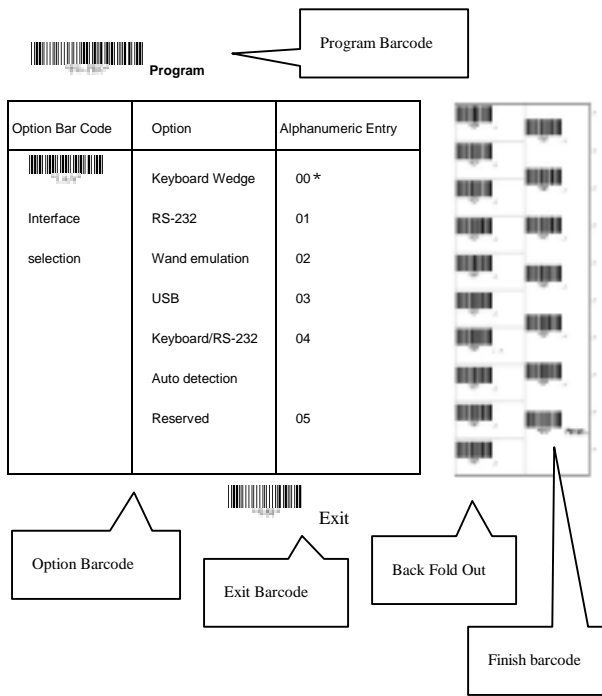 Program Barcode
Program
Option Bar Code Option Alphanumeric Entry
Keyboard Wedge 00*
Interface RS-232 01
selection Wand emulation 02
USB 03
Keyboard/RS-232 04
Auto detection
Reserved 05
Exit
Option Barcode
Exit Barcode
Back Fold Out
Finish barcode